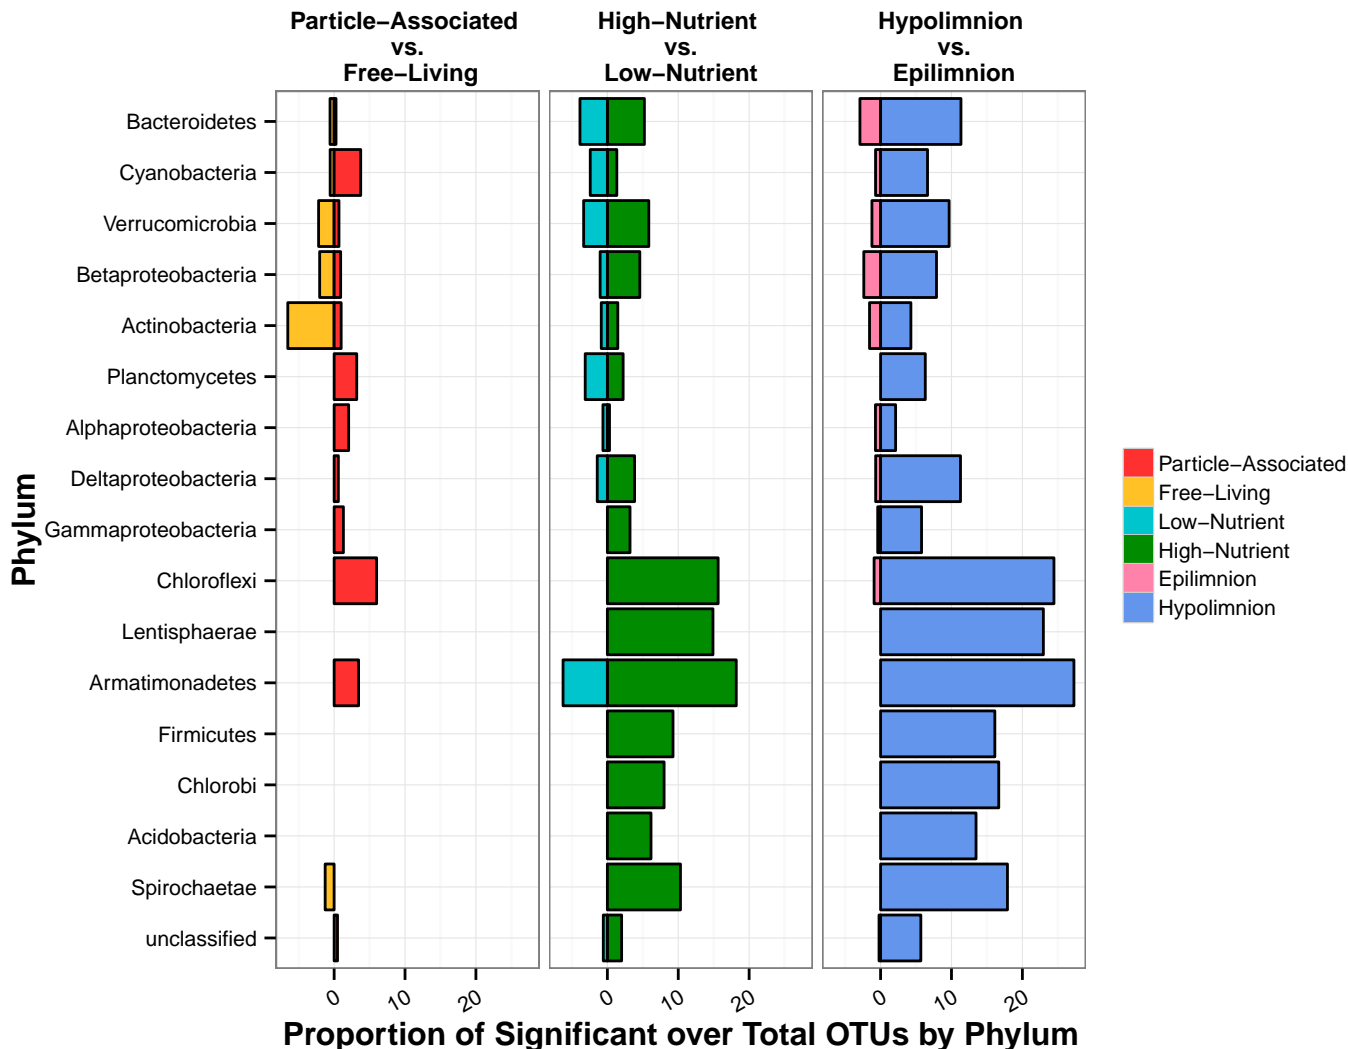 Particle−Associated
vs.
Free−Living
High−Nutrient
vs.
Low−Nutrient
Hypolimnion
vs.
Epilimnion
Phylum
Bacteroidetes
Cyanobacteria
Verrucomicrobia
Betaproteobacteria
Actinobacteria
Planctomycetes
Alphaproteobacteria
Deltaproteobacteria
Gammaproteobacteria
Chloroflexi
Lentisphaerae
Armatimonadetes
Firmicutes
Chlorobi
Acidobacteria
Spirochaetae
unclassified
0 10 20
0 10 20
0 10 20
Proportion of Significant over Total OTUs by Phylum
Particle−Associated
Free−Living
Low−Nutrient
High−Nutrient
Epilimnion
Hypolimnion